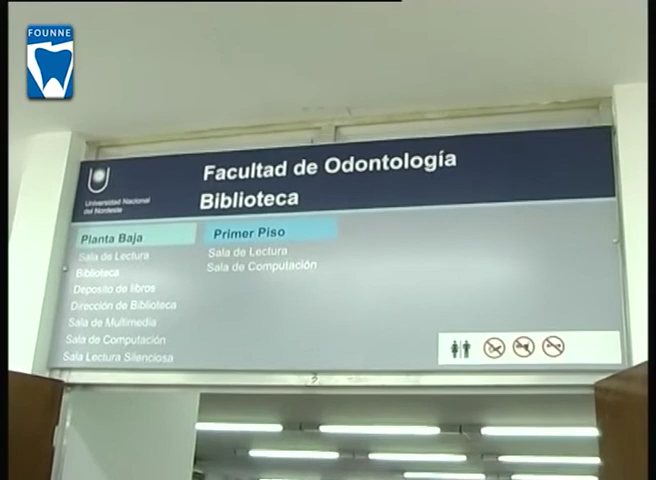 FOUNNE
Facultad de Odontología
Biblioteca
Universidad Nacional
del Nordeste
Planta Baja
Sala de Lectura
Biblioteca
Deposito de libros
Dirección de Biblioteca
Sala de Multimedia
Sala de Computación
Sala Lectura Silenciosa
Primer Piso
Sala de Lectura
Sala de Computación